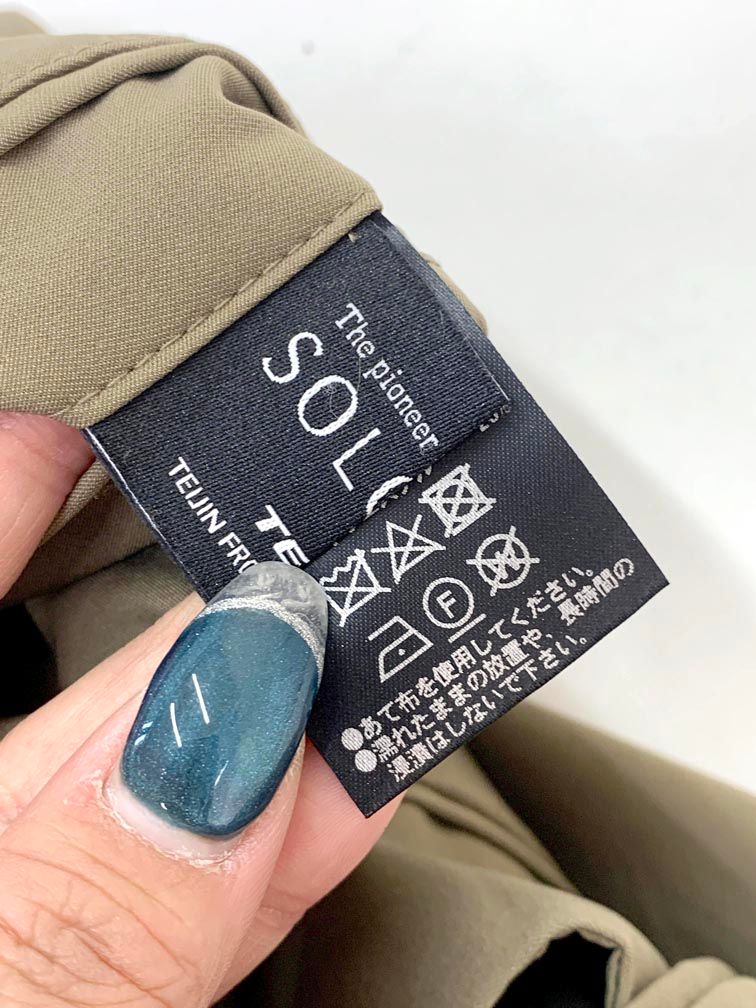 The pioneer
SOL
TE
TEIJIN FRO
F
●あて布を使用してください。
●濡れたままの放置や、長時間の
浸漬はしないで下さい。